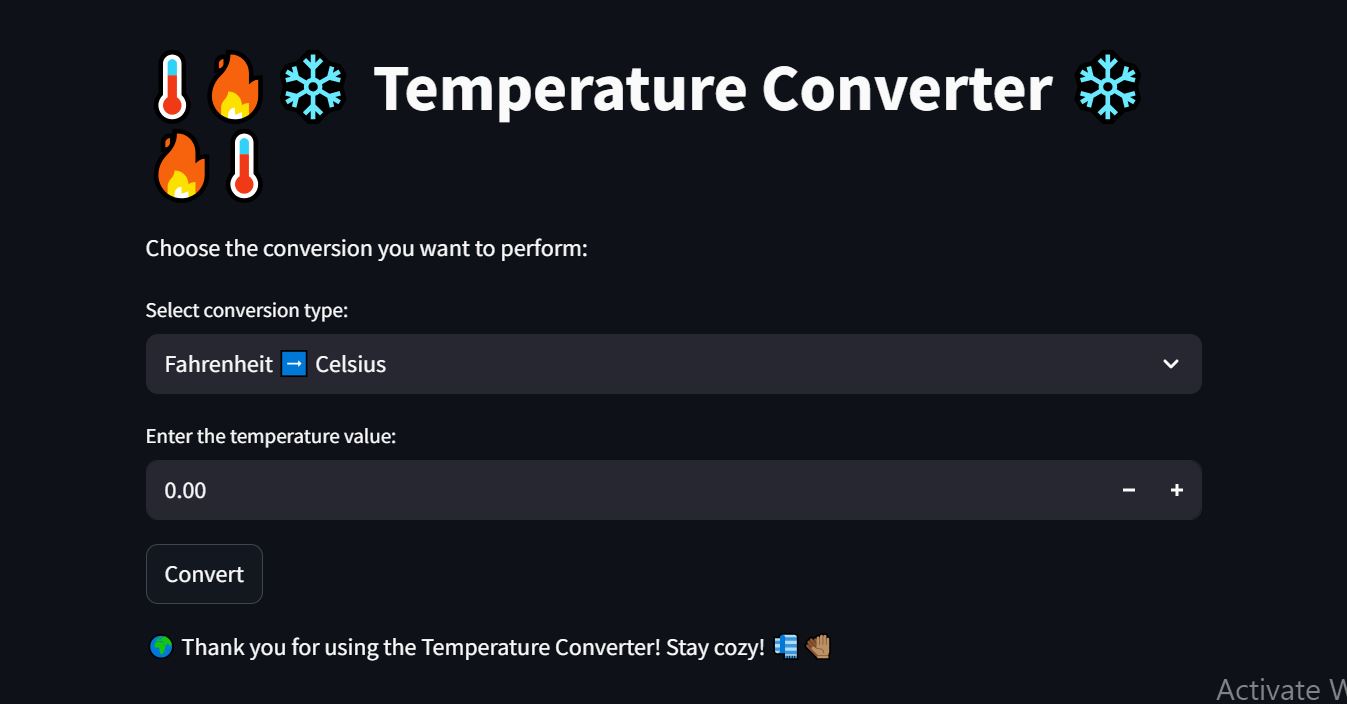 🌡️🔥❄️ Temperature Converter ❄️
🔥🌡️
Choose the conversion you want to perform:
Select conversion type:
Fahrenheit ➡️ Celsius
Enter the temperature value:
0.00 − +
Convert
🌍 Thank you for using the Temperature Converter! Stay cozy! 🧣🧤
Activate W